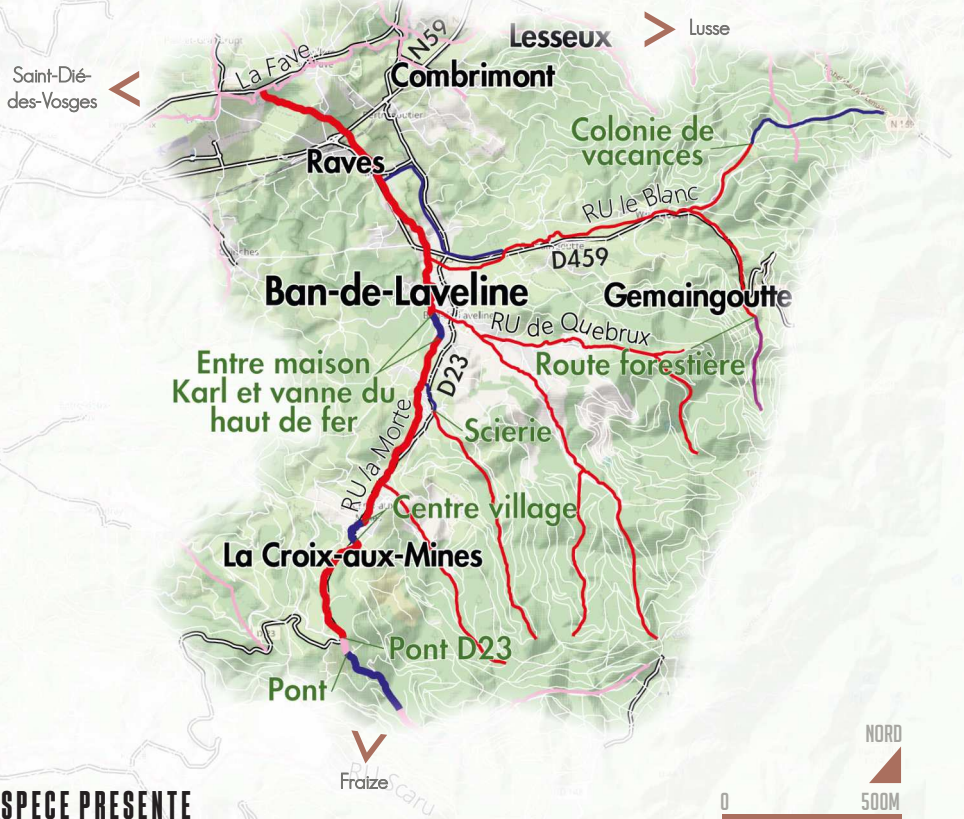 Lesseux
Lusse
N59
La Fave
Saint-Dié-
des-Vosges
Combrimont
Colonie de
vacances
Raves
RU le Blanc
D459
Ban-de-Laveline
Gemaingoutte
RU de Quebrux
Entre maison
Karl et vanne du
haut de fer
D23
Route forestière
RU la Morte
Scierie
Centre village
La Croix-aux-Mines
Pont D23
Pont
NORD
Fraize
SPECE PRESENTE
0
500M